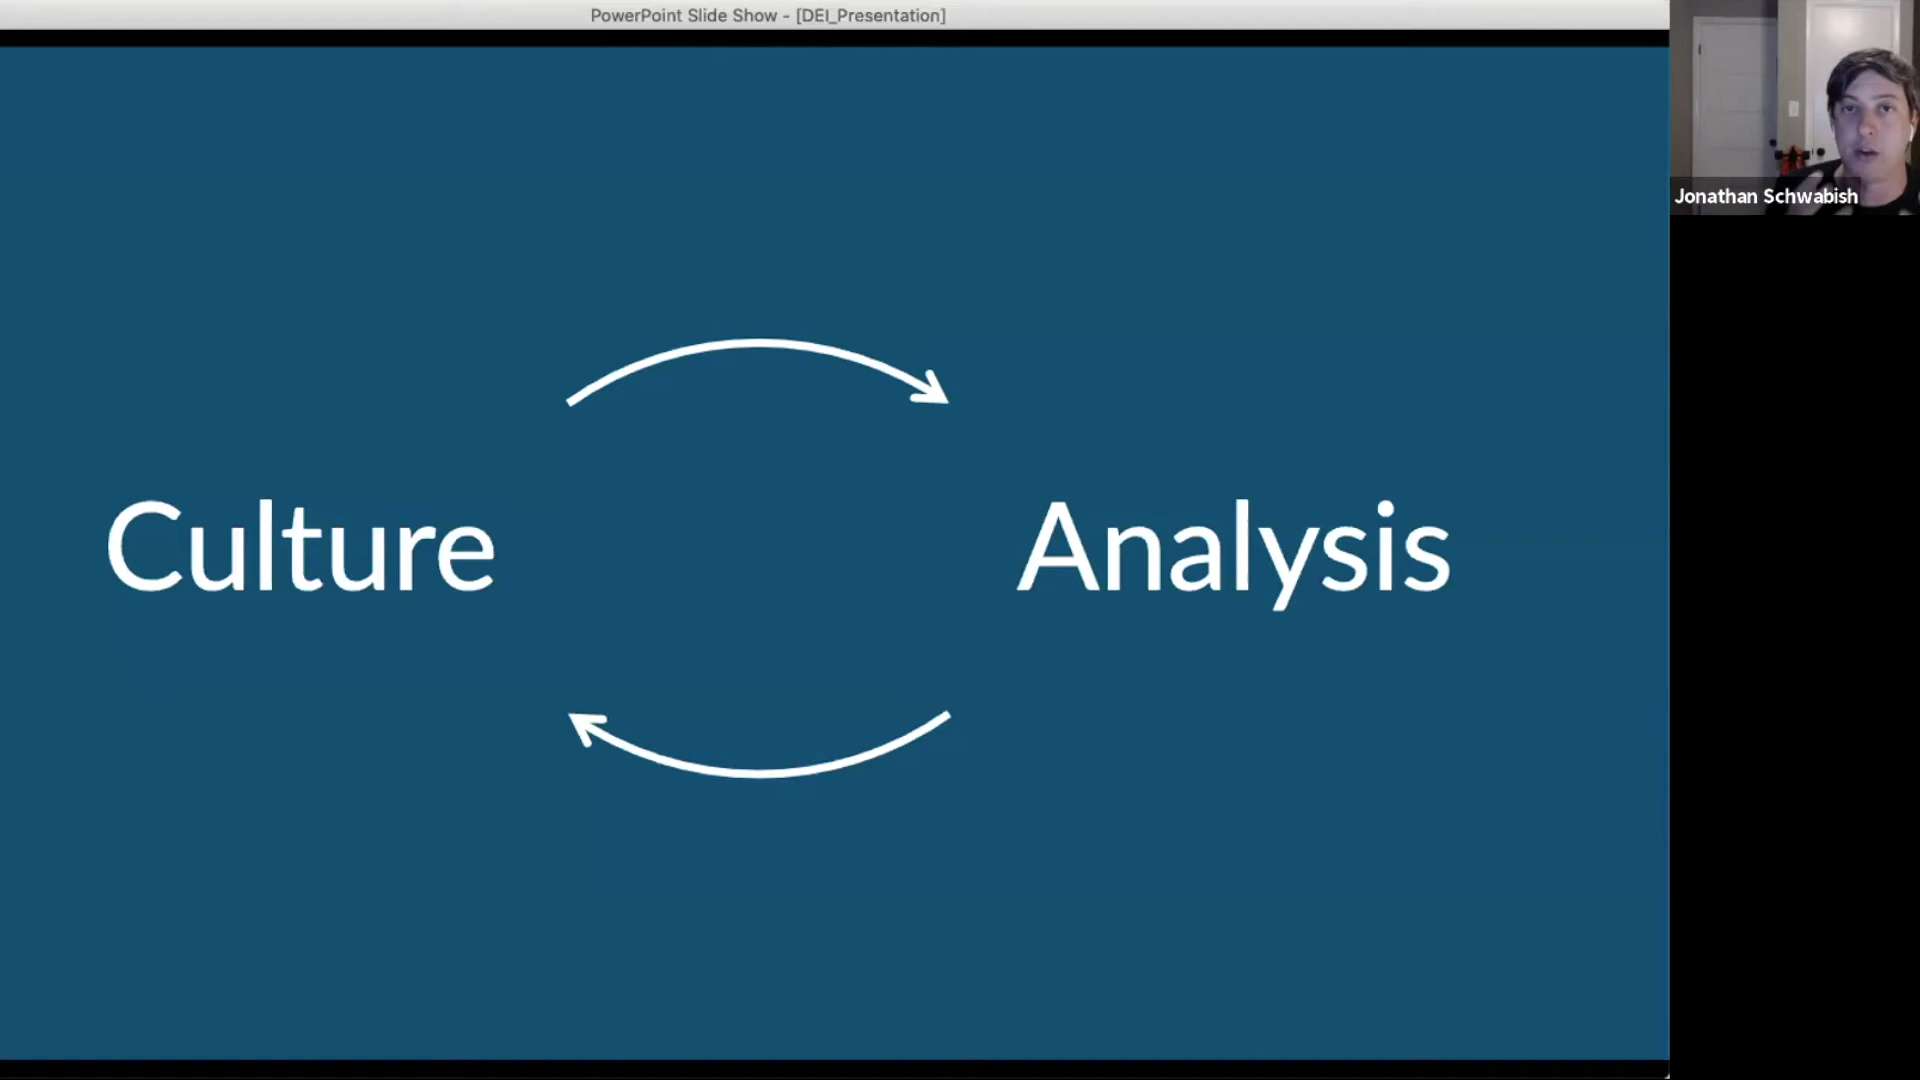 PowerPoint Slide Show - [DEI_Presentation]
Jonathan Schwabish
Culture
Analysis